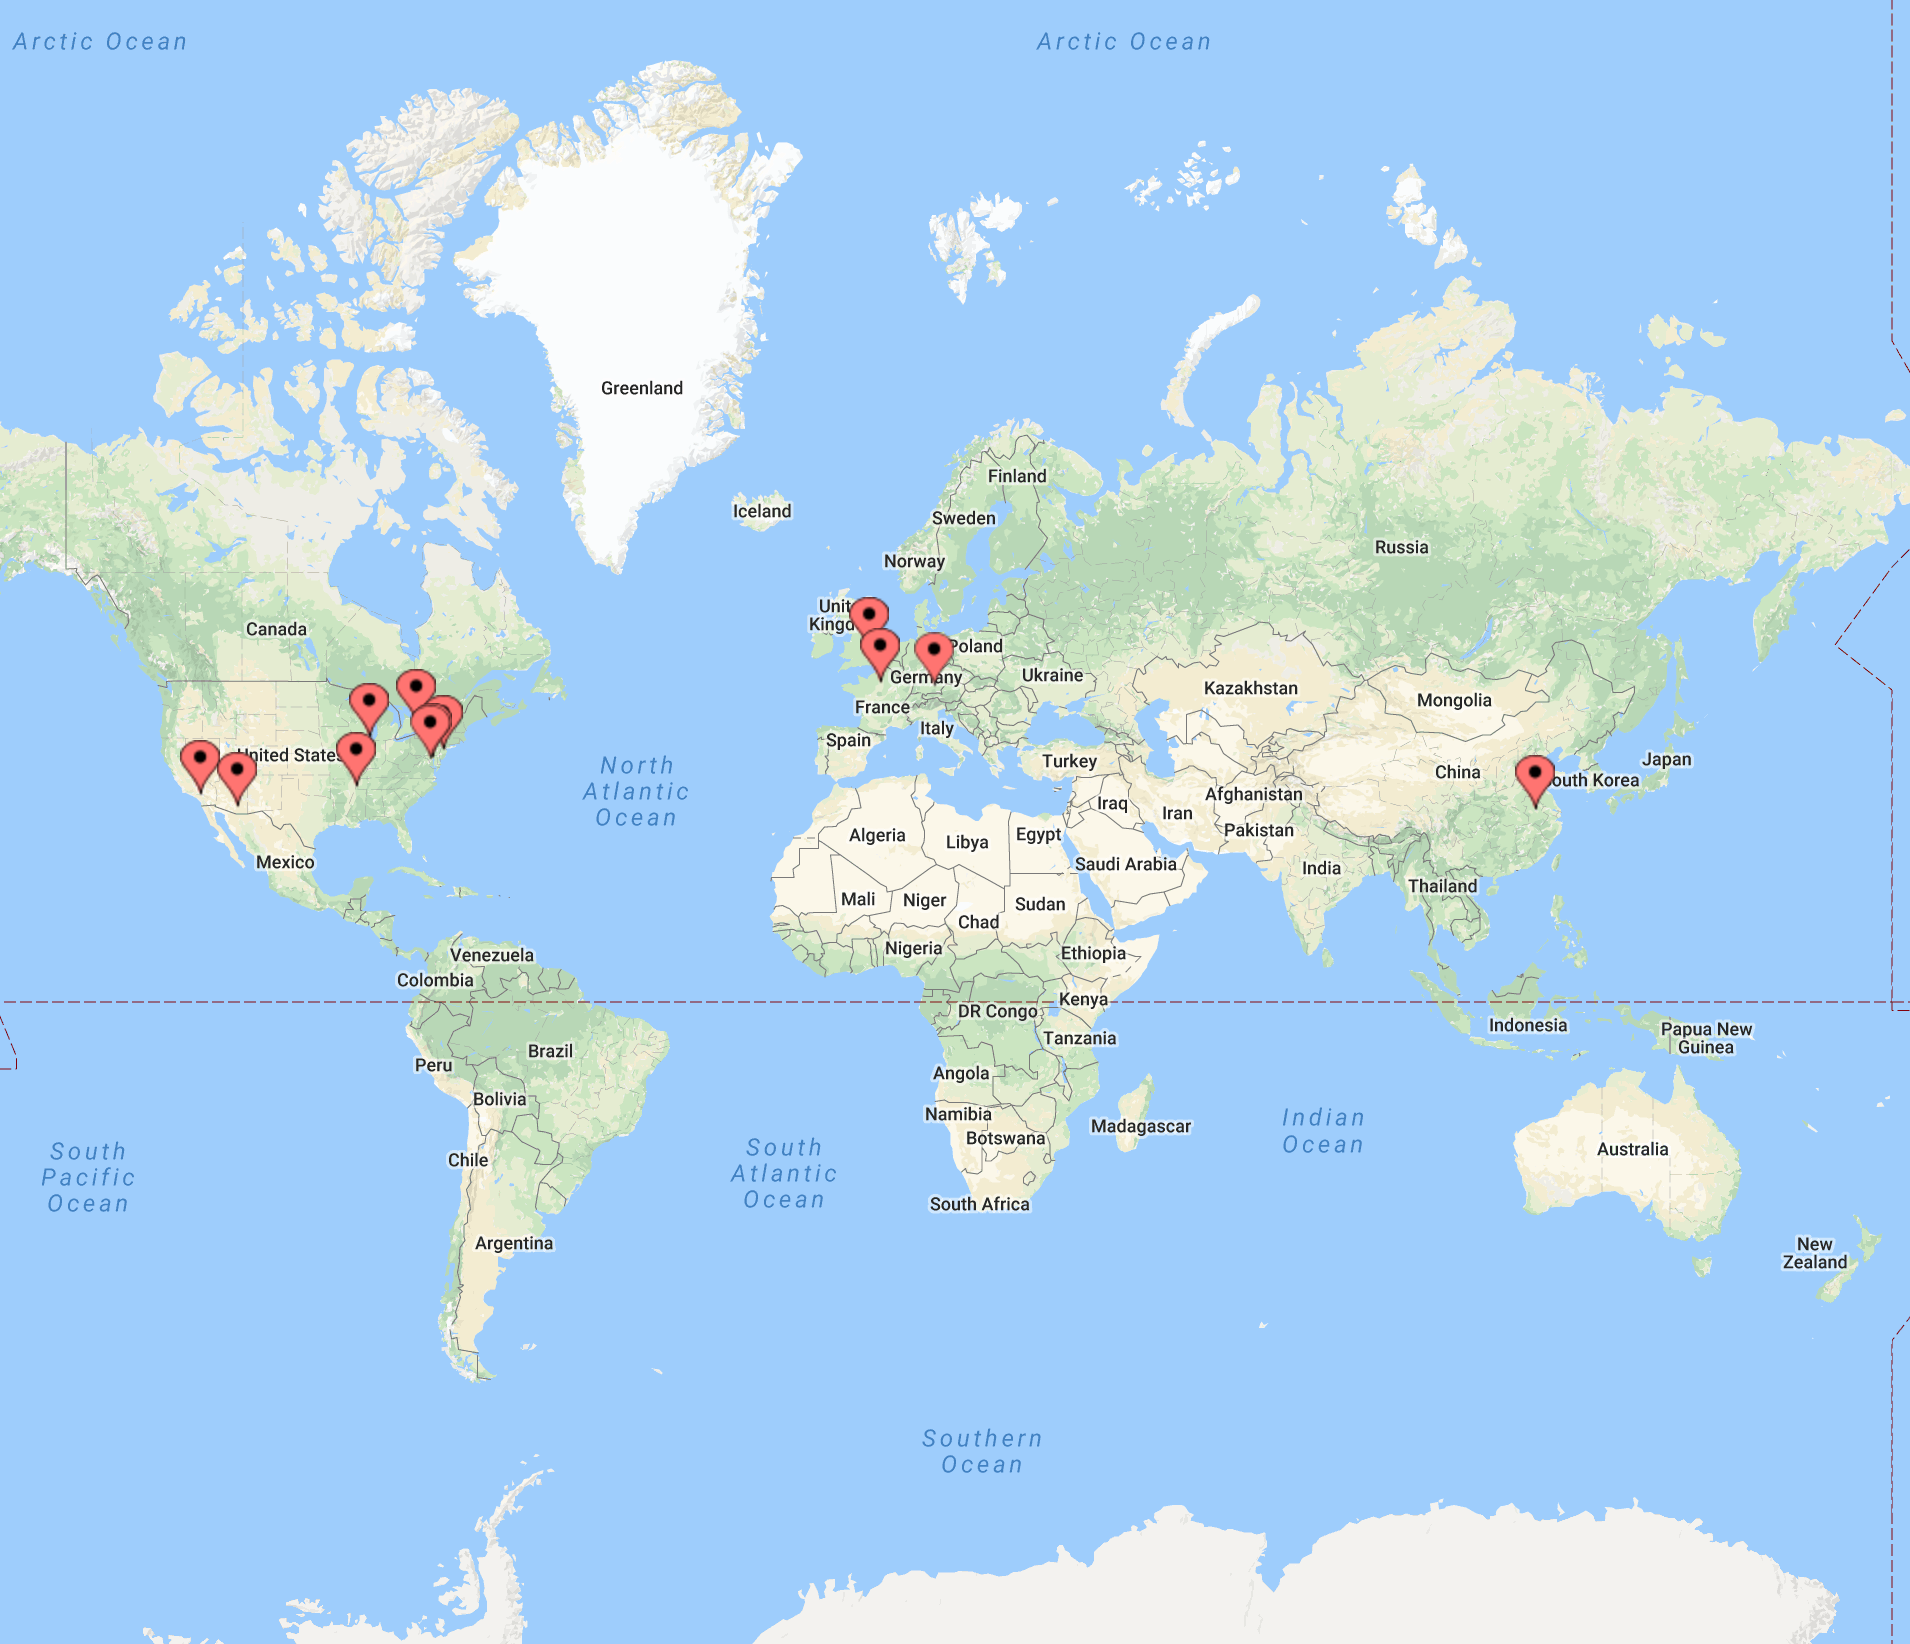 Arctic Ocean
Arctic Ocean
Greenland
Finland
Iceland
Sweden
Russia
Norway
Unit
Kingd
Canada
Poland
Germany
Ukraine
Kazakhstan
Mongolia
France
Italy
Spain
United States
Turkey
Japan
China
South Korea
North
Atlantic
Ocean
Afghanistan
Iraq
Iran
Pakistan
Algeria
Libya
Egypt
Saudi Arabia
India
Mexico
Thailand
Mali
Niger
Sudan
Chad
Nigeria
Ethiopia
Venezuela
Colombia
Kenya
DR Congo
Indonesia
Papua New
Guinea
Tanzania
Brazil
Peru
Angola
Bolivia
Namibia
Botswana
Madagascar
Indian
Ocean
Australia
South
Pacific
Ocean
South
Atlantic
Ocean
Chile
South Africa
Argentina
New
Zealand
Southern
Ocean